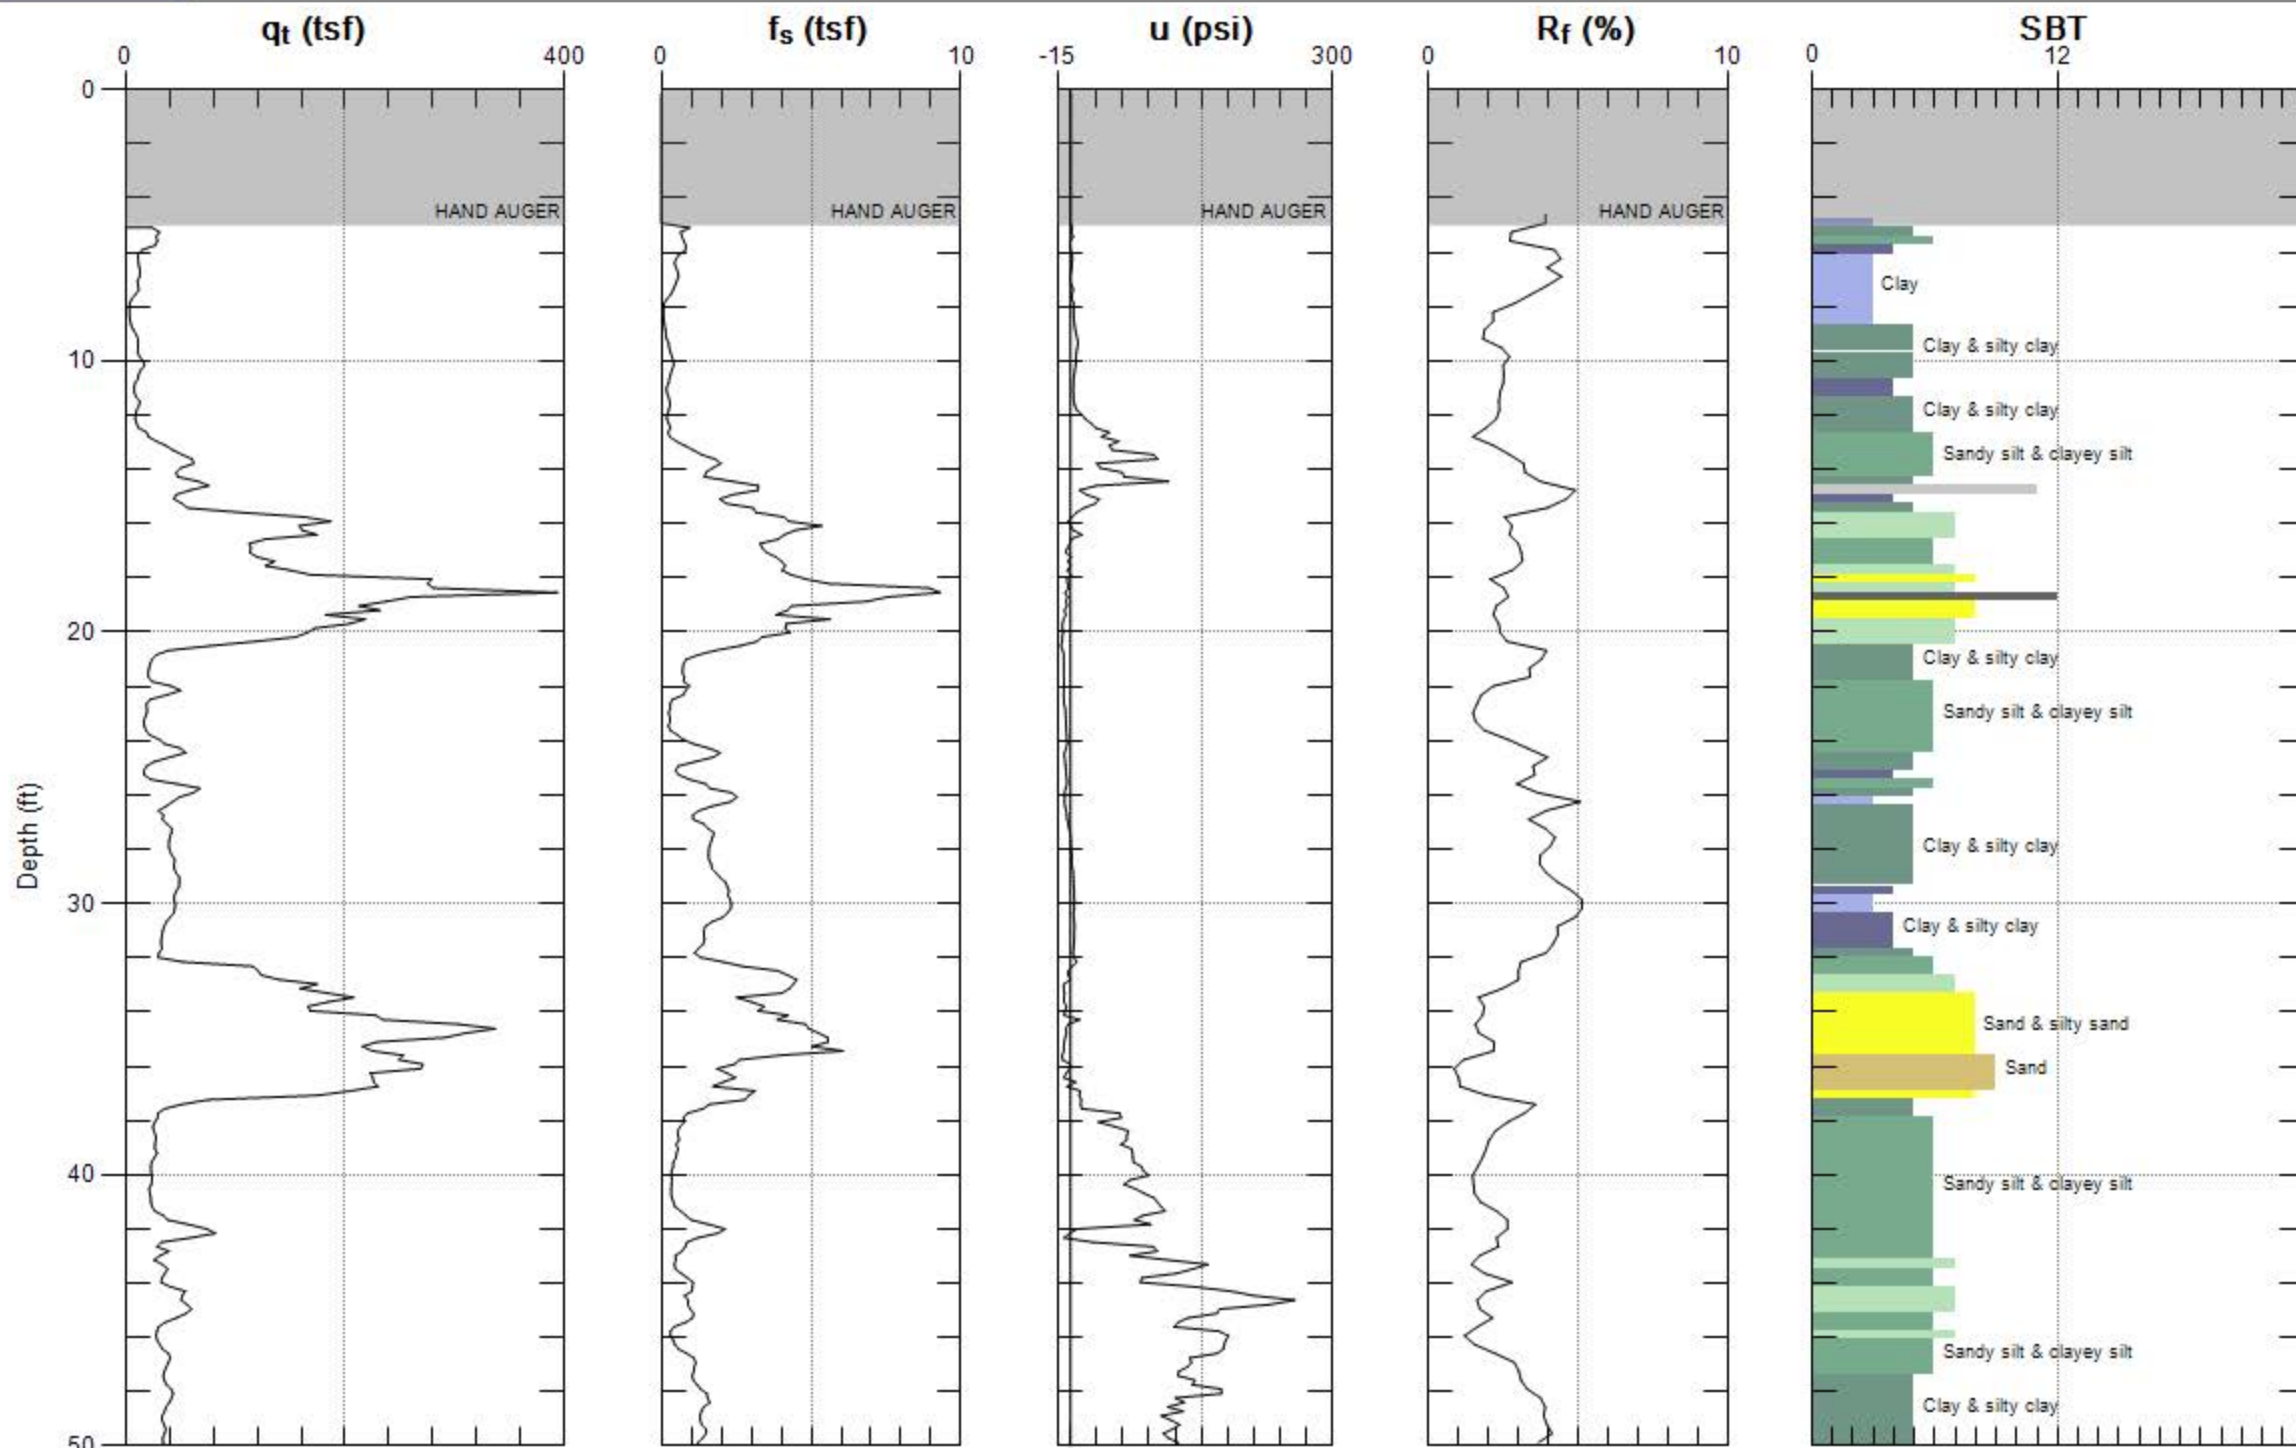 qt (tsf) fs (tsf) u (psi) Rf (%) SBT
0 400 0 10 -15 300 0 10 0 12
0
HAND AUGER HAND AUGER HAND AUGER HAND AUGER
Clay
Clay & silty clay
10
Clay & silty clay
Sandy silt & clayey silt
20
Clay & silty clay
Sandy silt & clayey silt
Depth (ft)
Clay & silty clay
30
Clay & silty clay
Sand & silty sand
Sand
40
Sandy silt & clayey silt
Sandy silt & clayey silt
Clay & silty clay
50